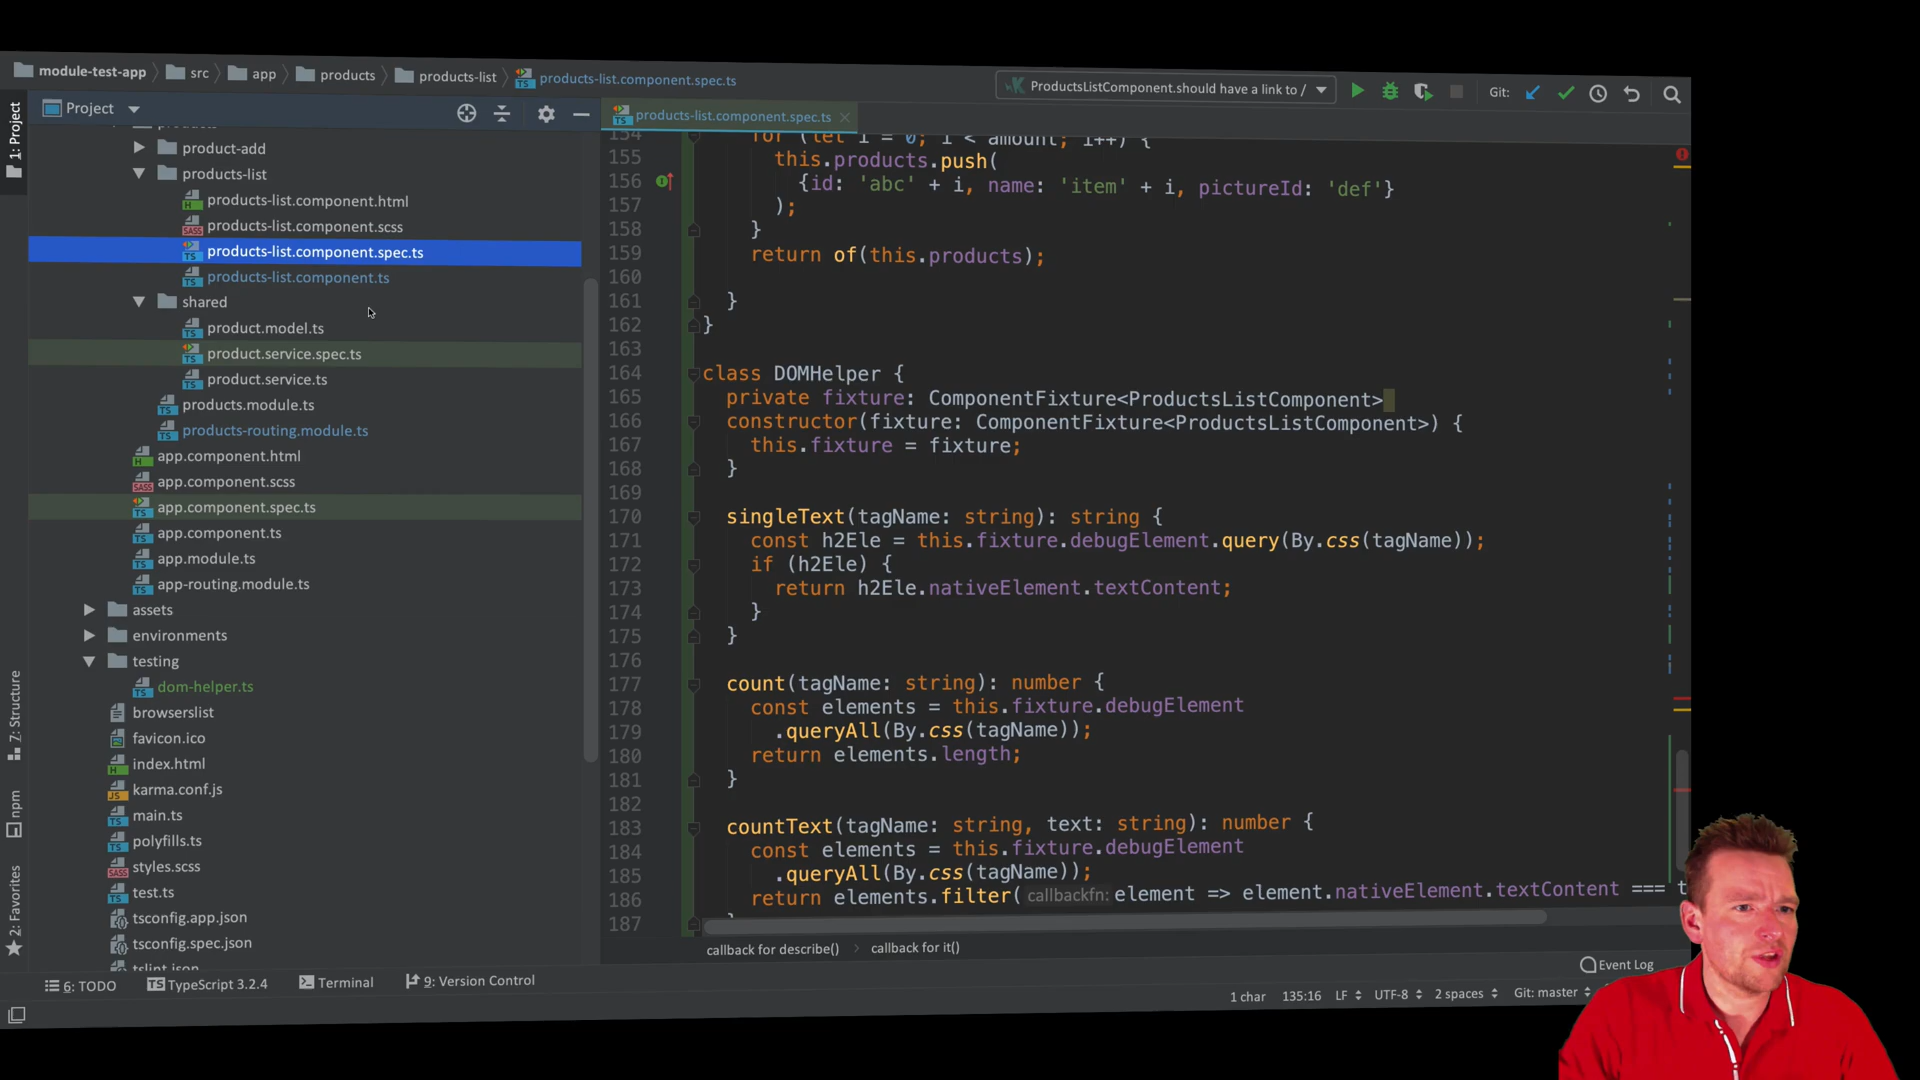 module-test-app src app products products-list products-list.component.spec.ts
ProductsListComponent.should have a link to /
Git:
1: Project
Project
products-list.component.spec.ts
products
product-add
products-list
products-list.component.html
products-list.component.scss
products-list.component.spec.ts
products-list.component.ts
shared
product.model.ts
product.service.spec.ts
product.service.ts
products.module.ts
products-routing.module.ts
app.component.html
app.component.scss
app.component.spec.ts
app.component.ts
app.module.ts
app-routing.module.ts
assets
environments
testing
dom-helper.ts
browserslist
favicon.ico
index.html
karma.conf.js
main.ts
polyfills.ts
styles.scss
test.ts
tsconfig.app.json
tsconfig.spec.json
tslint.json
7: Structure
npm
2: Favorites
154 for (let i = 0; i < amount; i++) {
155 this.products.push(
156 {id: 'abc' + i, name: 'item' + i, pictureId: 'def'}
157 );
158 }
159 return of(this.products);
160
161 }
162 }
163
164 class DOMHelper {
165 private fixture: ComponentFixture<ProductsListComponent>
166 constructor(fixture: ComponentFixture<ProductsListComponent>) {
167 this.fixture = fixture;
168 }
169
170 singleText(tagName: string): string {
171 const h2Ele = this.fixture.debugElement.query(By.css(tagName));
172 if (h2Ele) {
173 return h2Ele.nativeElement.textContent;
174 }
175 }
176
177 count(tagName: string): number {
178 const elements = this.fixture.debugElement
179 .queryAll(By.css(tagName));
180 return elements.length;
181 }
182
183 countText(tagName: string, text: string): number {
184 const elements = this.fixture.debugElement
185 .queryAll(By.css(tagName));
186 return elements.filter( callbackfn: element => element.nativeElement.textContent === t
187 }
callback for describe() callback for it()
6: TODO TypeScript 3.2.4 Terminal 9: Version Control
Event Log
1 char 135:16 LF UTF-8 2 spaces Git: master